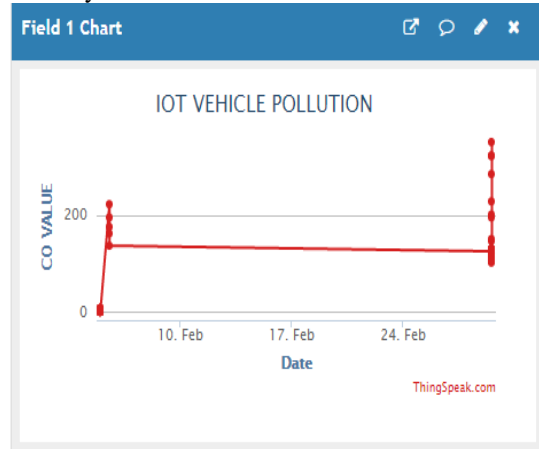 Field 1 Chart
IOT VEHICLE POLLUTION
CO VALUE
200
0
10. Feb
17. Feb
24. Feb
Date
ThingSpeak.com